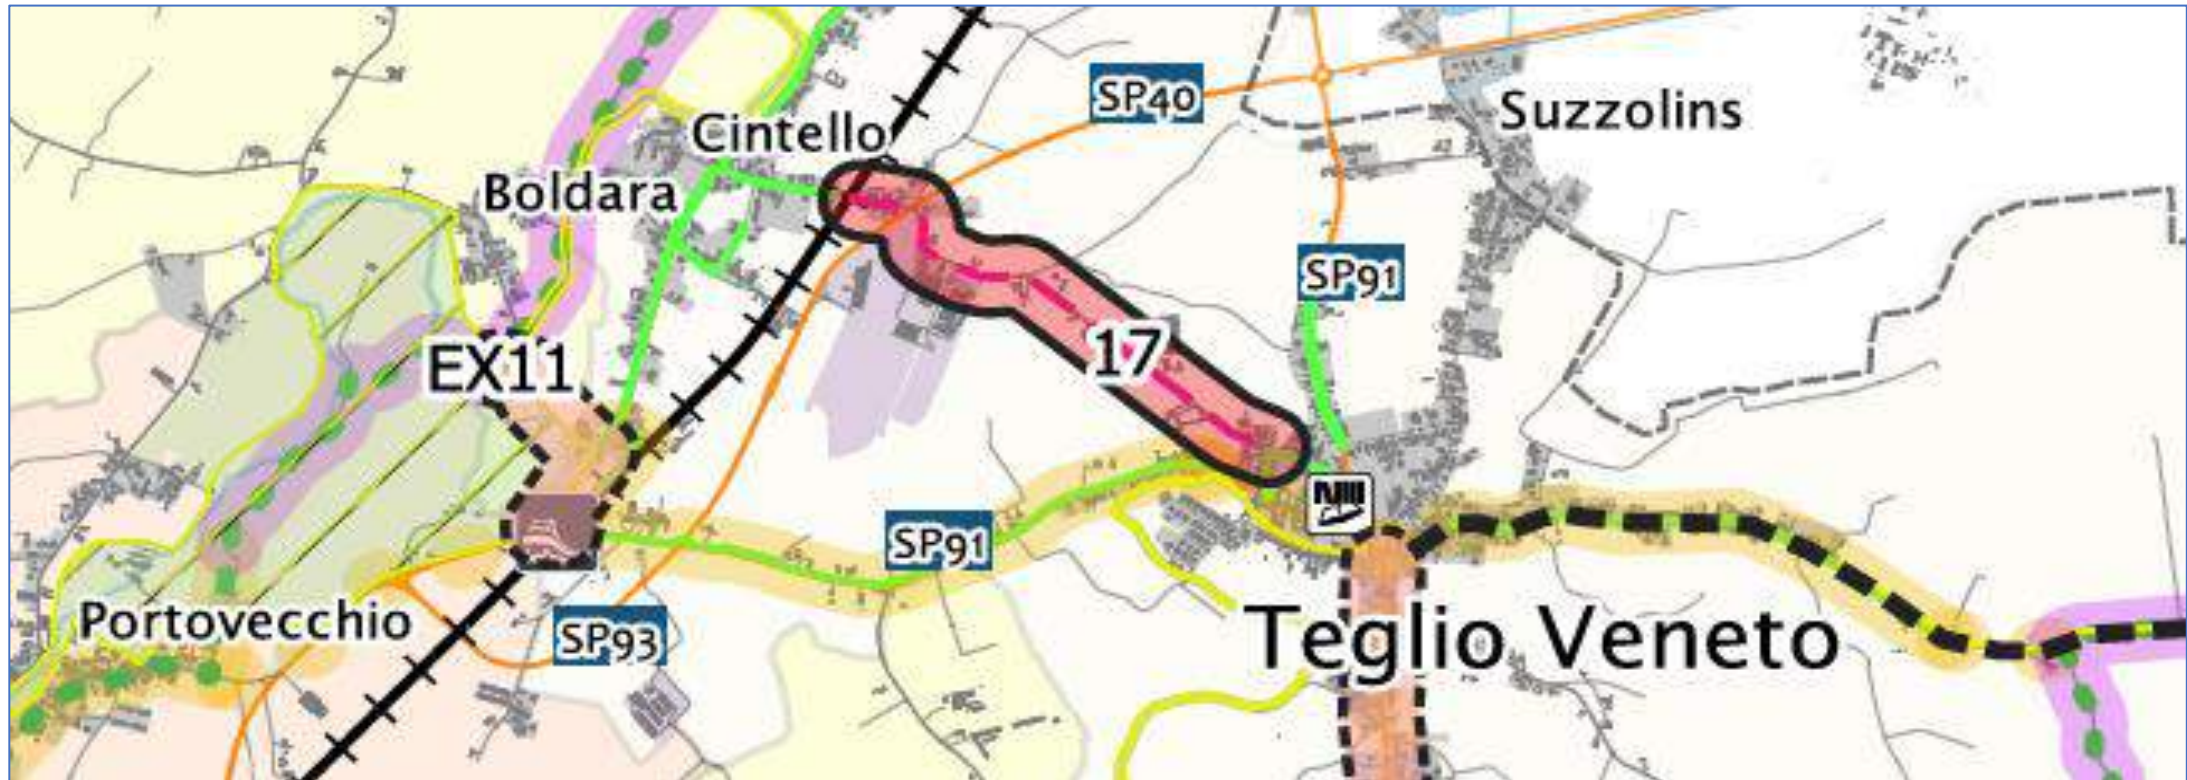 SP40
Suzzolins
Cintello
Boldara
SP91
17
EX11
SP91
Portovecchio
SP93
Teglio Veneto